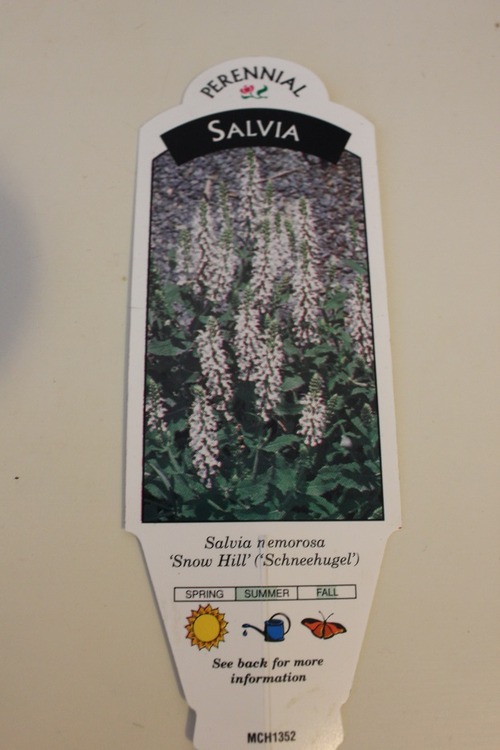 PERENNIAL
SALVIA
Salvia nemorosa
'Snow Hill' ('Schneehugel')
SPRING SUMMER FALL
See back for more
information
MCH1352